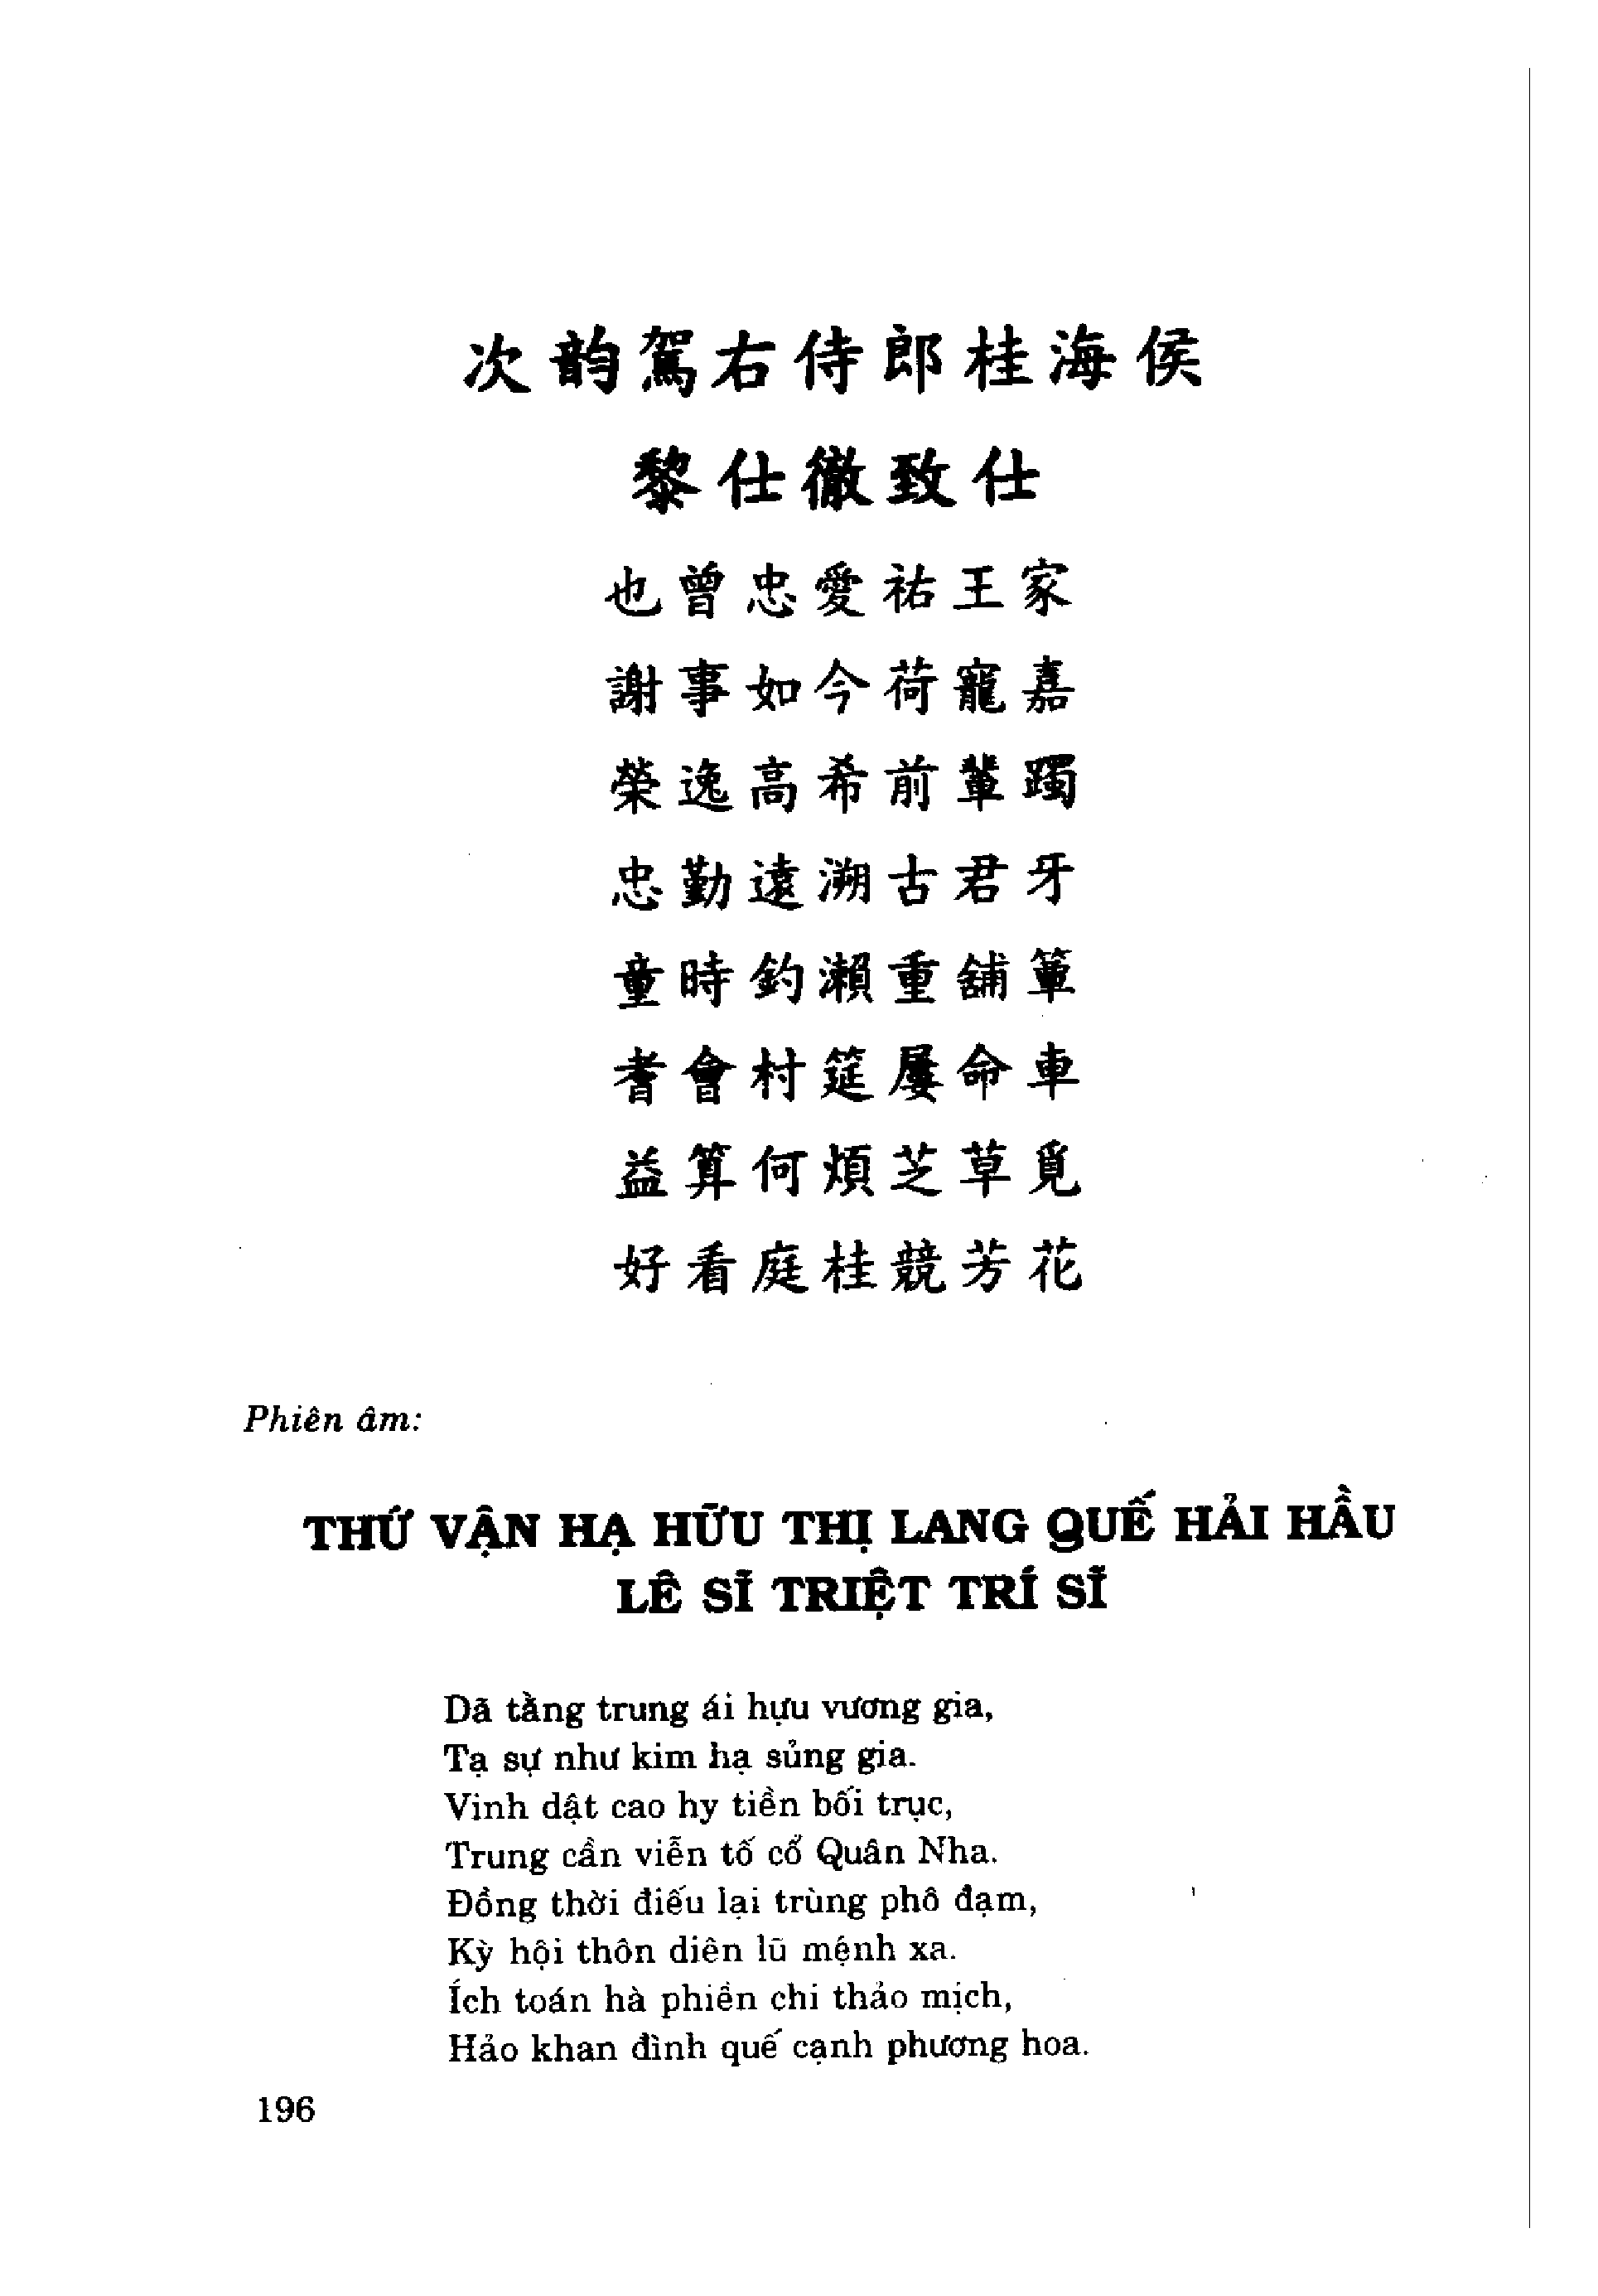 次韵駕右侍郎桂海侯
黎仕徹致仕
也曾忠愛祐王家
謝事如今荷寵嘉
榮逸高希前輩躅
忠勤遠溯古君牙
童時釣瀨重舖簟
耆會村筵屢命車
益算何煩芝草覓
好看庭桂競芳花
Phiên âm:
THỨ VẬN HẠ HỮU THỊ LANG QUẾ HẢI HẦU
LÊ SĨ TRIỆT TRÍ SĨ
Dã tằng trung ái hựu vương gia,
Tạ sự như kim hạ sủng gia.
Vinh dật cao hy tiền bối trục,
Trung cần viễn tố cổ Quân Nha.
Đồng thời điếu lại trùng phô đạm,
Kỳ hội thôn diên lũ mệnh xa.
Ích toán hà phiền chi thảo mịch,
Hảo khan đình quế cạnh phương hoa.
196